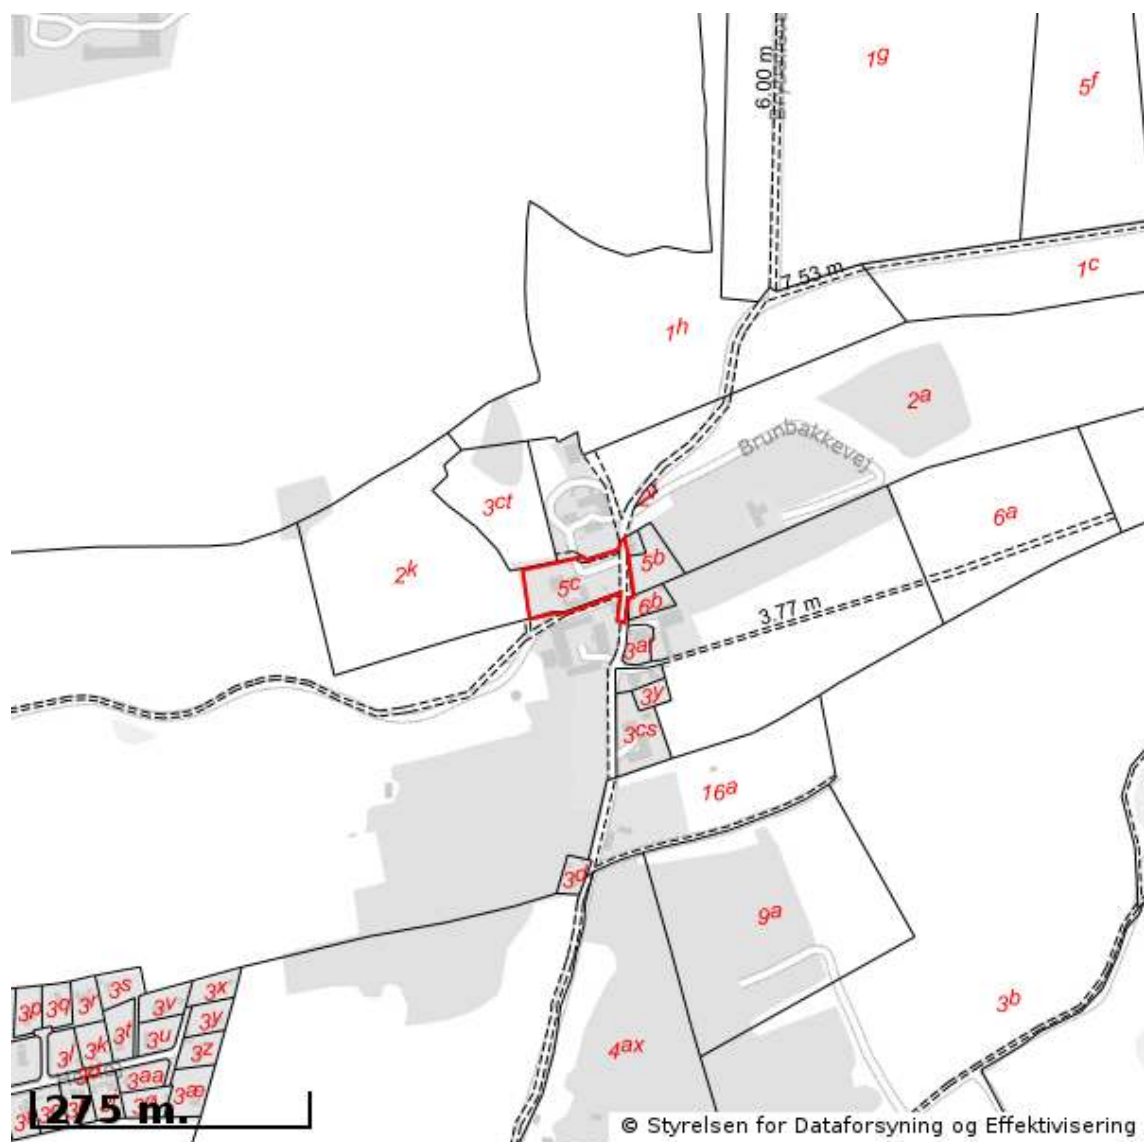 1g
5f
6.00 m
7.53 m
1c
1h
2a
Brunbakkevej
3ct
6a
2k
5b
5c
6b
3.77 m
3y
3cs
16a
9a
3b
3s
3p
3q
3r
3v
3x
3t
3u
3y
3l
3k
3z
3aa
3æ
4ax
275 m.
© Styrelsen for Dataforsyning og Effektivisering